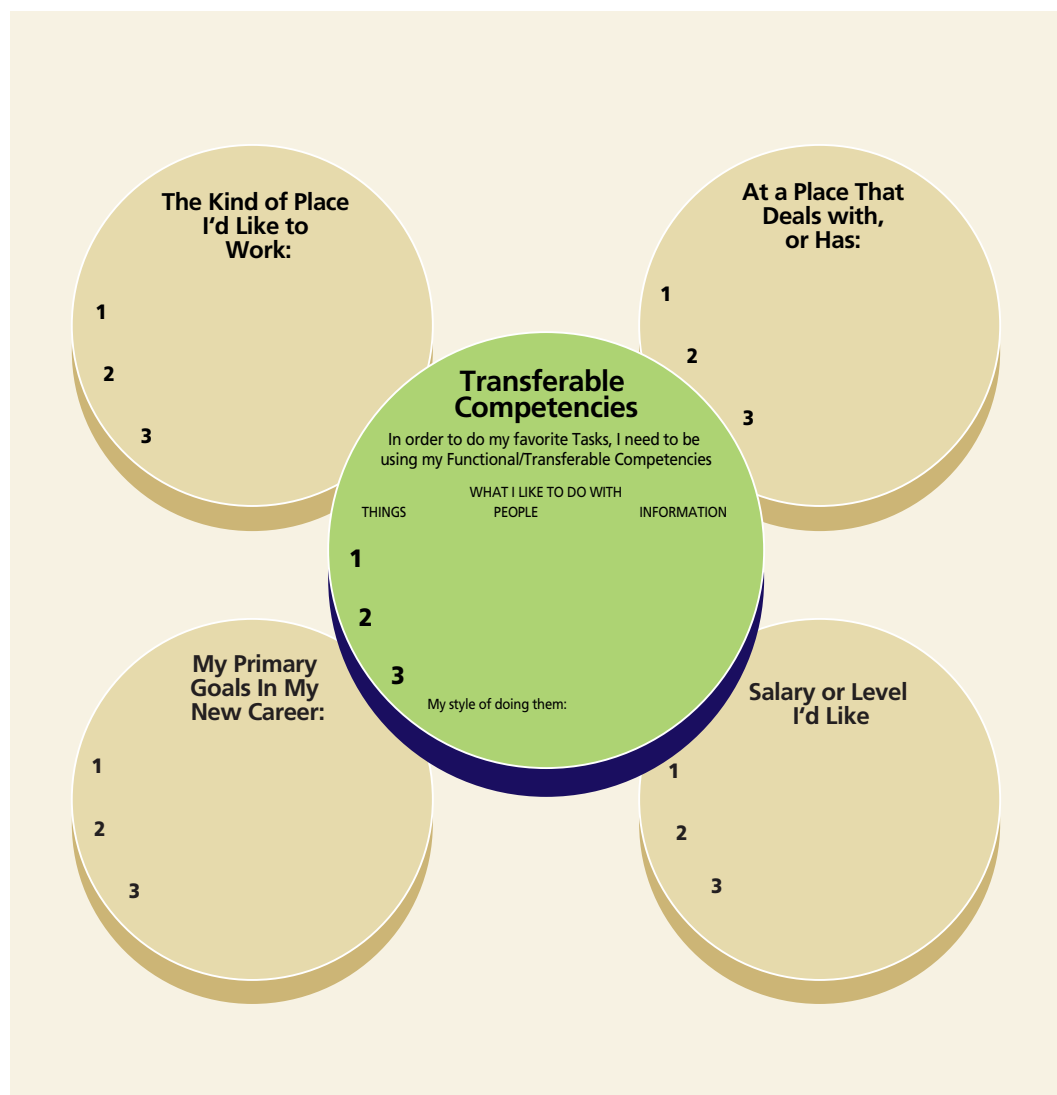 The Kind of Place
I‘d Like to
Work:
1
2
3
At a Place That
Deals with,
or Has:
1
2
3
Transferable
Competencies
In order to do my favorite Tasks, I need to be
using my Functional/Transferable Competencies
WHAT I LIKE TO DO WITH
THINGS PEOPLE INFORMATION
1
2
3
My style of doing them:
My Primary
Goals In My
New Career:
1
2
3
Salary or Level
I‘d Like
1
2
3